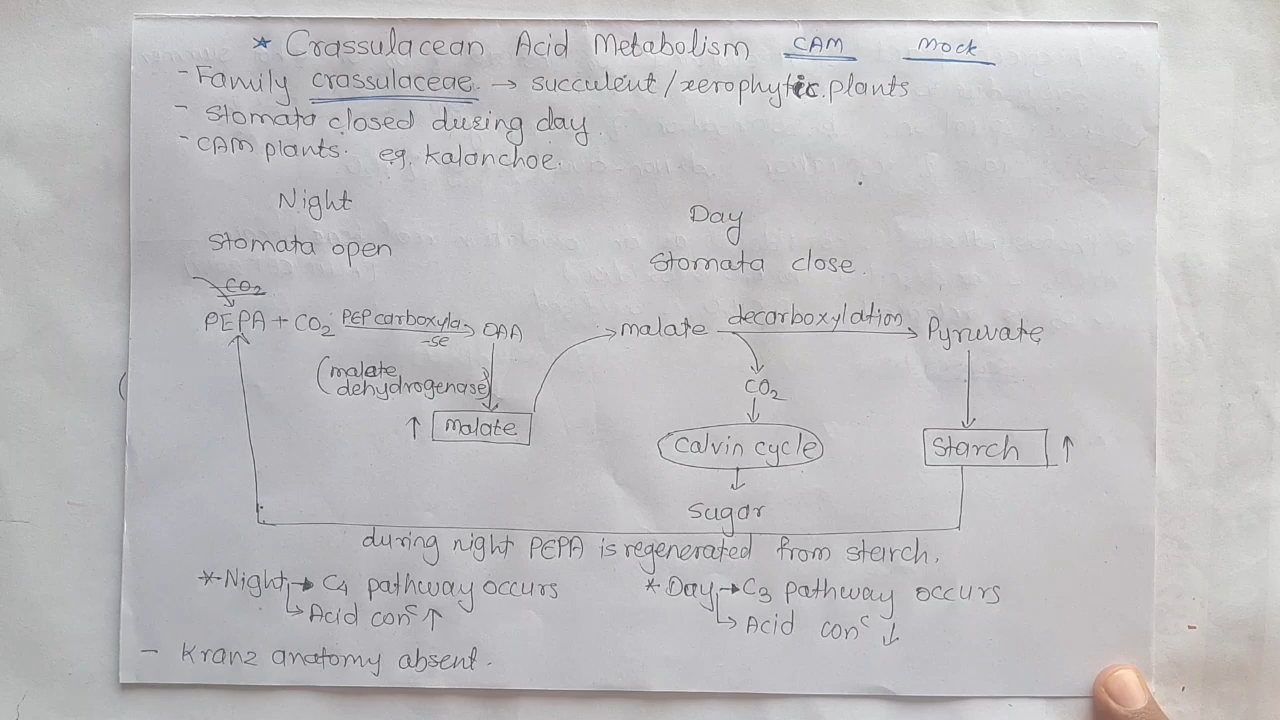 * Crassulacean Acid Metabolism CAM Mock
- Family crassulaceae. → succulent/xerophytic plants
- Stomata closed during day.
- CAM plants. eg. Kalanchoe.
Night
Day
Stomata open
Stomata close.
CO2
PEPA + CO2 PEP carboxyla-se → OAA
→ malate decarboxylation → Pyruvate
(malate dehydrogenase)
CO2
↑ malate
Calvin cycle
Starch ↑
Sugar
during night PEPA is regenerated from starch.
* Night → C4 pathway occurs
* Day → C3 pathway occurs
↳ Acid conc ↑
↳ Acid conc ↓
- Kranz anatomy absent.